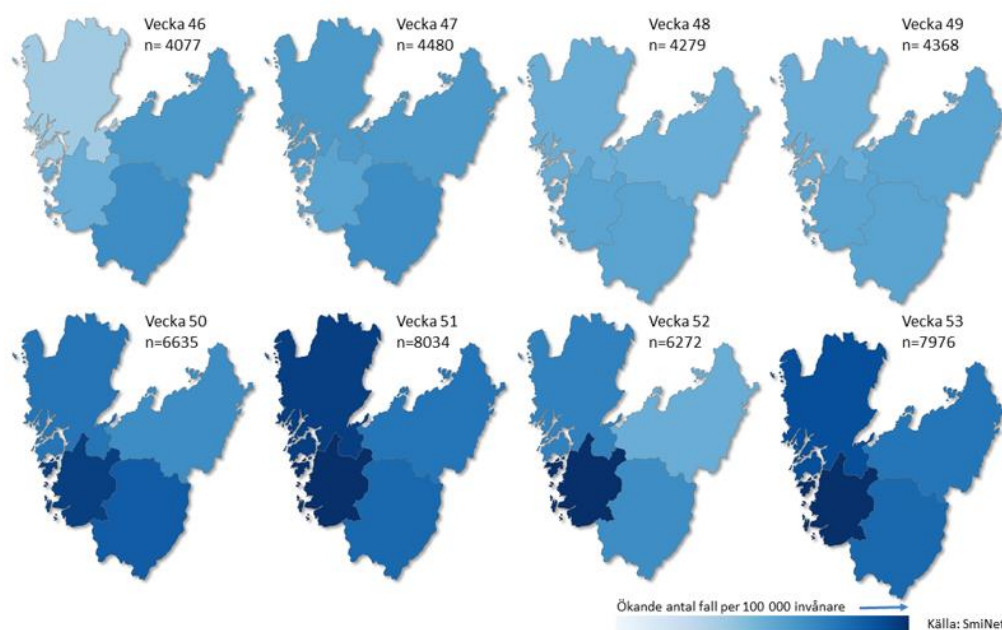 Vecka 46
n= 4077
Vecka 47
n= 4480
Vecka 48
n= 4279
Vecka 49
n= 4368
Vecka 50
n=6635
Vecka 51
n=8034
Vecka 52
n=6272
Vecka 53
n=7976
Ökande antal fall per 100 000 invånare
Källa: SmiNet